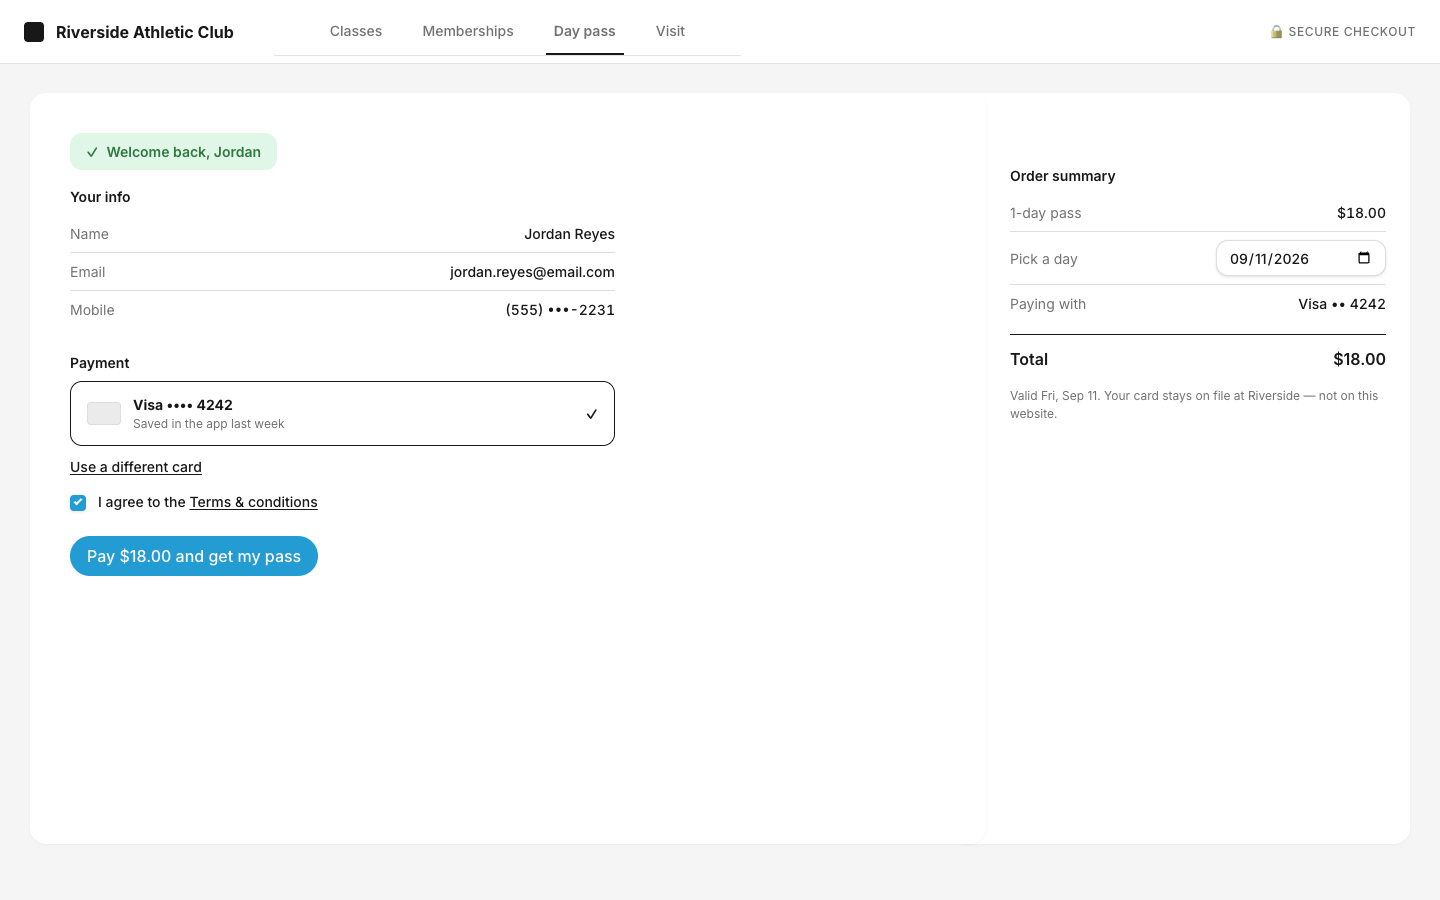 Riverside Athletic Club
Classes
Memberships
Day pass
Visit
SECURE CHECKOUT
Welcome back, Jordan
Your info
Name
Jordan Reyes
Email
jordan.reyes@email.com
Mobile
(555) •••-2231
Payment
Visa •••• 4242
Saved in the app last week
Use a different card
I agree to the Terms & conditions
Pay $18.00 and get my pass
Order summary
1-day pass
$18.00
Pick a day
09/11/2026
Paying with
Visa •• 4242
Total
$18.00
Valid Fri, Sep 11. Your card stays on file at Riverside — not on this
website.